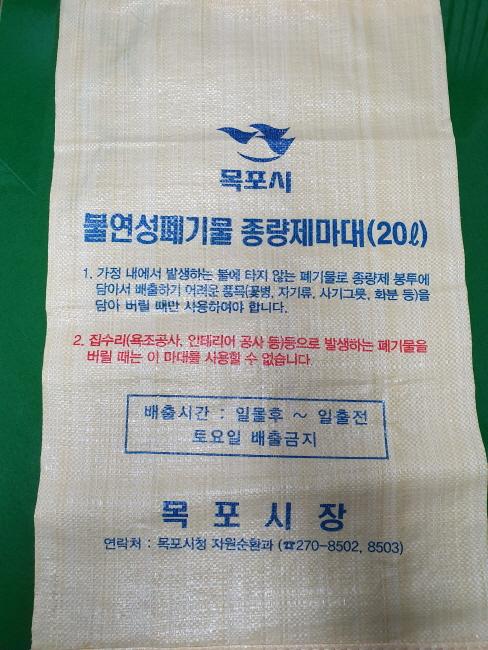 목포시
불연성폐기물 종량제마대(20ℓ)
1. 가정 내에서 발생하는 불에 타지 않는 폐기물로 종량제 봉투에
담아서 배출하기 어려운 품목(꽃병, 자기류, 사기그릇, 화분 등)을
담아 버릴 때만 사용하여야 합니다.
2. 집수리(욕조공사, 인테리어 공사 등)등으로 발생하는 폐기물을
버릴 때는 이 마대를 사용할 수 없습니다.
배출시간 : 일몰후 ~ 일출전
토요일 배출금지
목 포 시 장
연락처 : 목포시청 자원순환과 (☎270-8502, 8503)